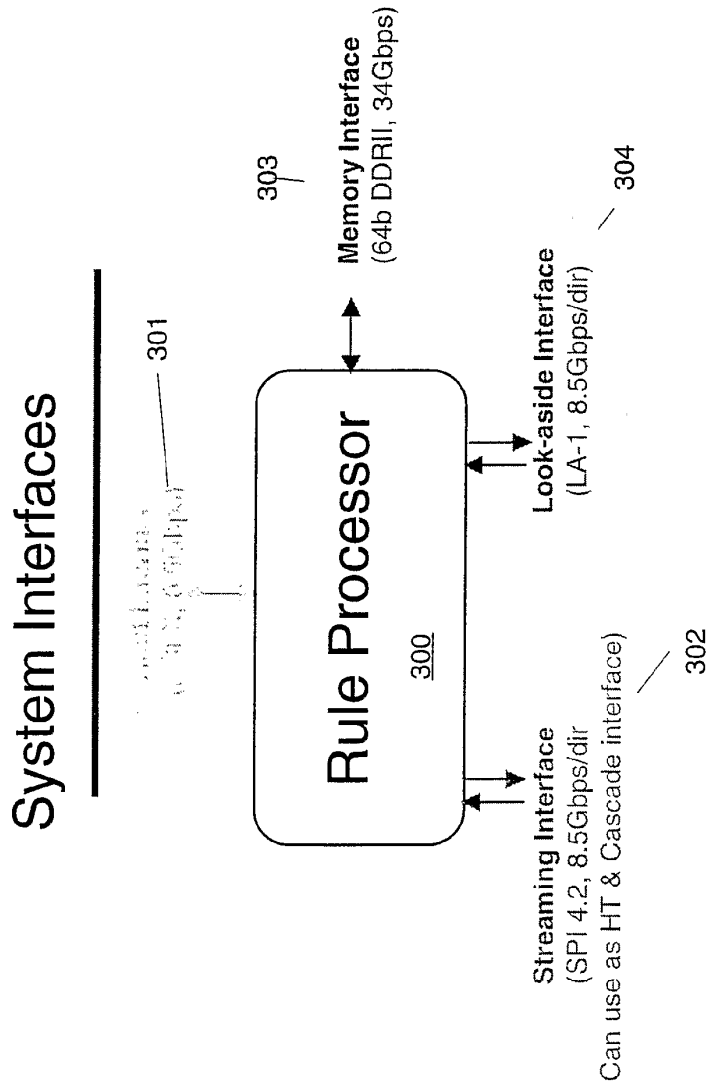 System Interfaces
301
303
Memory Interface
(64b DDRII, 34Gbps)
Rule Processor
300
Streaming Interface
(SPI 4.2, 8.5Gbps/dir
Can use as HT & Cascade interface)
302
Look-aside Interface
(LA-1, 8.5Gbps/dir)
304